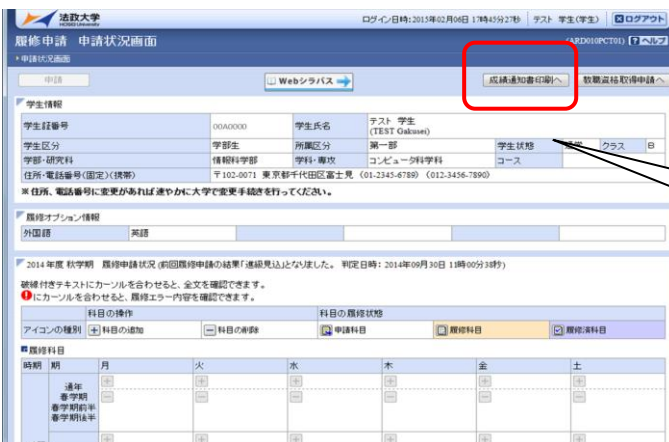 法政大学
HOSEI University
ログイン日時:2015年02月06日 17時45分27秒 テスト 学生(学生) ログアウト
履修申請 申請状況画面 (ARD010PCT01) ヘルプ
申請状況画面
申請 Webシラバス 成績通知書印刷へ 教職資格取得申請へ
学生情報
学生証番号 00A0000 学生氏名 テスト 学生
(TEST Gakusei)
学生区分 学部生 所属区分 第一部 学生状態 クラス B
学部・研究科 情報科学部 学科・専攻 コンピュータ科学科 コース
住所・電話番号(固定)(携帯) 〒102-0071 東京都千代田区富士見 (01-2345-6789) (012-3456-7890)
※住所、電話番号に変更があれば速やかに大学で変更手続きを行ってください。
履修オプション情報
外国語 英語
2014年度 秋学期 履修申請状況(前回履修申請の結果「進級見込」となりました。 判定日時:2014年09月30日 11時00分38秒)
破線付きテキストにカーソルを合わせると、全文を確認できます。
にカーソルを合わせると、履修エラー内容を確認できます。
科目の操作 科目の履修状態
アイコンの種別 科目の追加 科目の削除 申請科目 履修科目 履修済科目
履修科目
時期 期 月 火 水 木 金 土
通年
春学期
春学期前半
春学期後半